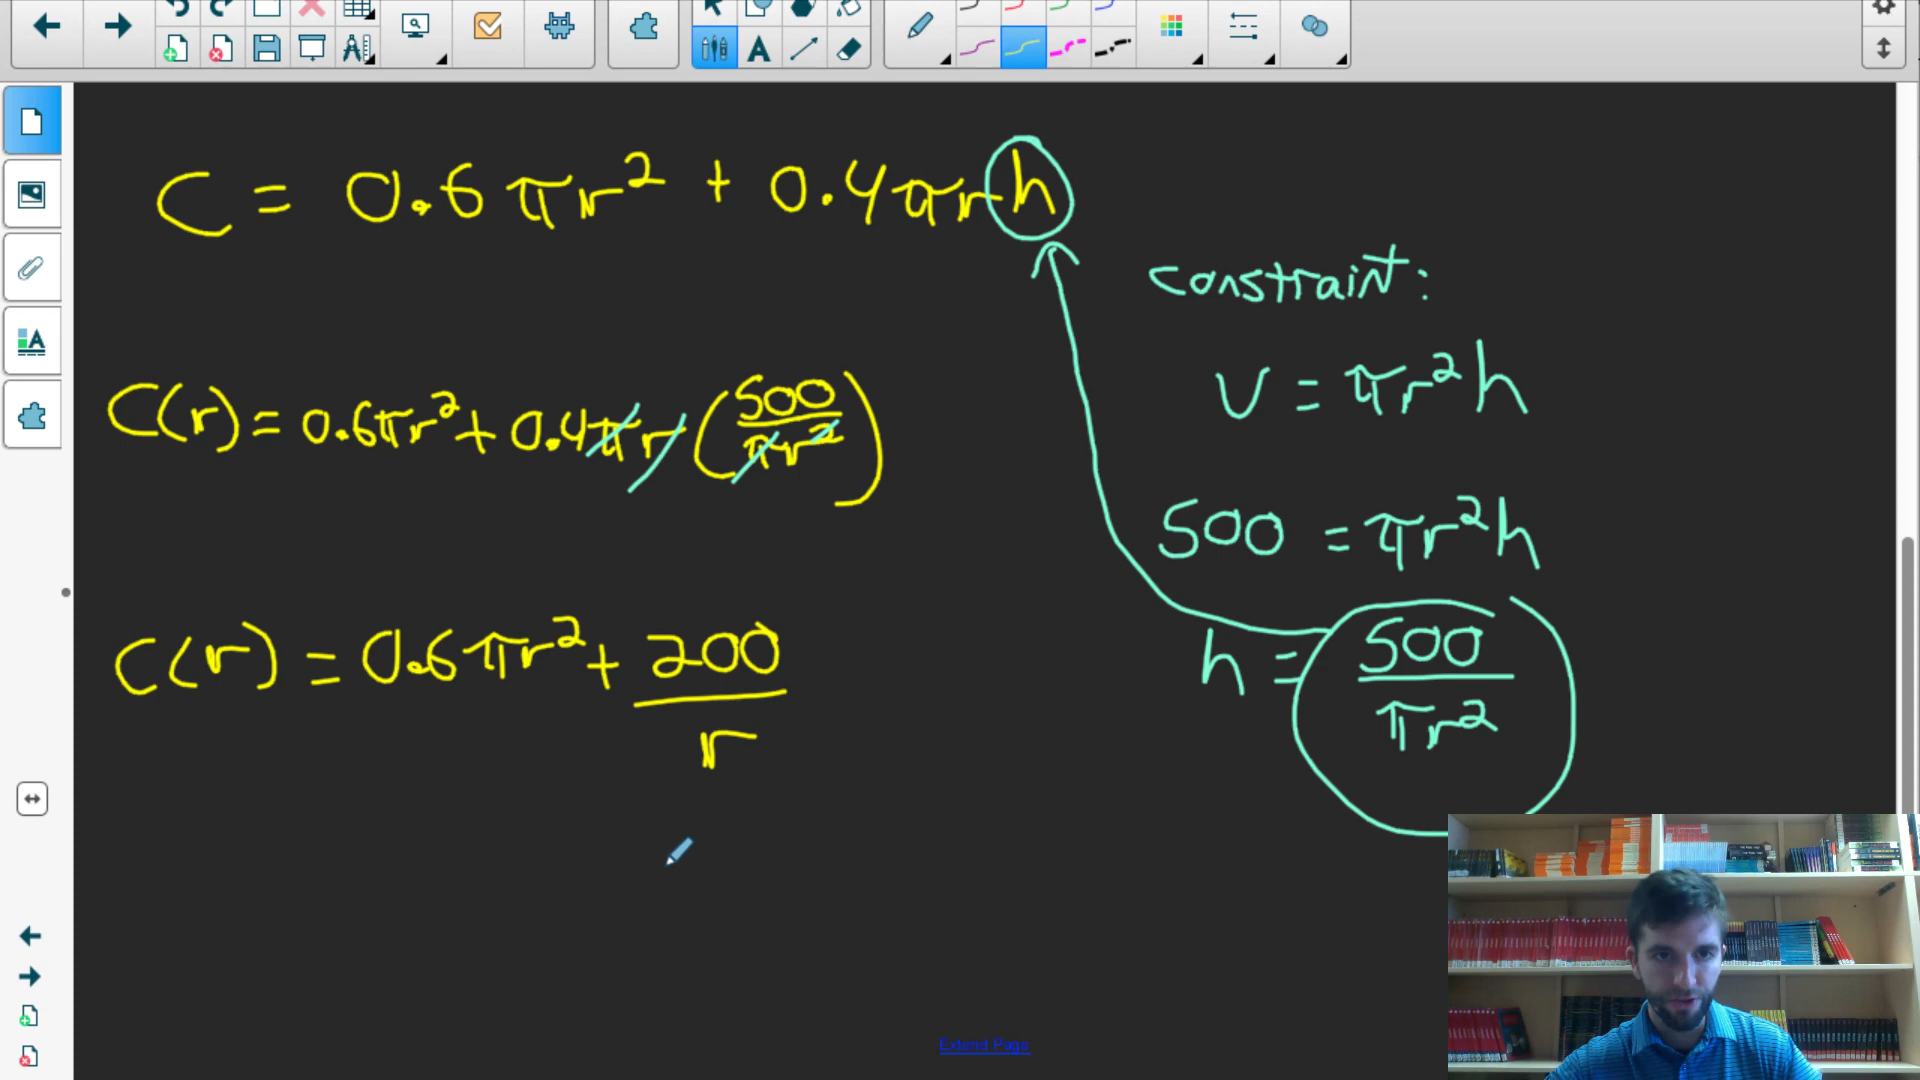 C = 0.6πr² + 0.4πrh
constraint:
V = πr²h
C(r) = 0.6πr² + 0.4πr (500/πr²)
500 = πr²h
C(r) = 0.6πr² + 200/r
h = 500/πr²
Extend Page